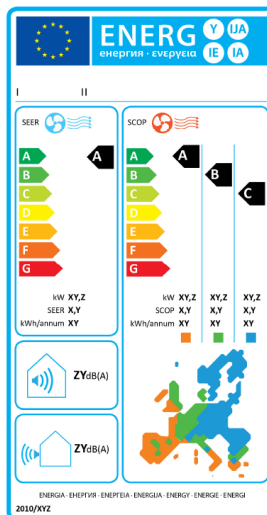 ENERG Y IJA
енергия · ενεργεια IE IA
I II
SEER
A A
B
C
D
E
F
G
kW XY,Z
SEER X,Y
kWh/annum XY
SCOP
A A
B B
C C
D
E
F
G
kW XY,Z XY,Z XY,Z
SCOP X,Y X,Y X,Y
kWh/annum XY XY XY
ZYdB(A)
ZYdB(A)
ENERGIA · ЕНЕРГИЯ · ΕΝΕΡΓΕΙΑ · ENERGIJA · ENERGY · ENERGIE · ENERGI
2010/XYZ